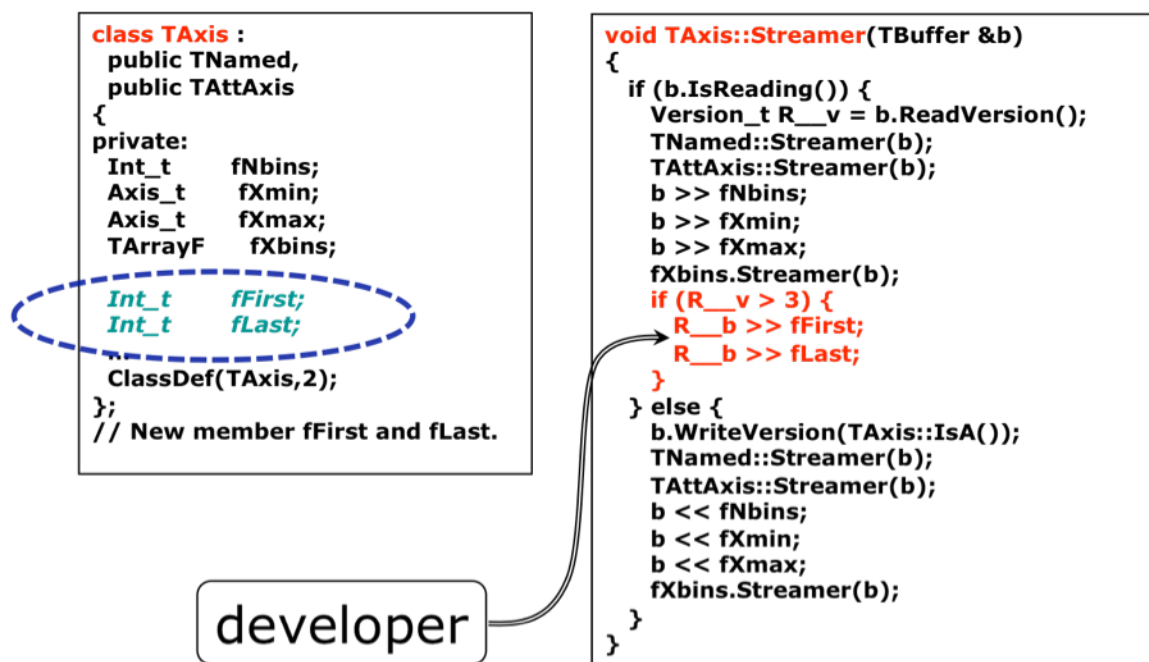 class TAxis :
public TNamed,
public TAttAxis
{
private:
Int_t fNbins;
Axis_t fXmin;
Axis_t fXmax;
TArrayF fXbins;
Int_t fFirst;
Int_t fLast;
...
ClassDef(TAxis,2);
};
// New member fFirst and fLast.
developer
void TAxis::Streamer(TBuffer &b)
{
if (b.IsReading()) {
Version_t R__v = b.ReadVersion();
TNamed::Streamer(b);
TAttAxis::Streamer(b);
b >> fNbins;
b >> fXmin;
b >> fXmax;
fXbins.Streamer(b);
if (R__v > 3) {
R__b >> fFirst;
R__b >> fLast;
}
} else {
b.WriteVersion(TAxis::IsA());
TNamed::Streamer(b);
TAttAxis::Streamer(b);
b << fNbins;
b << fXmin;
b << fXmax;
fXbins.Streamer(b);
}
}